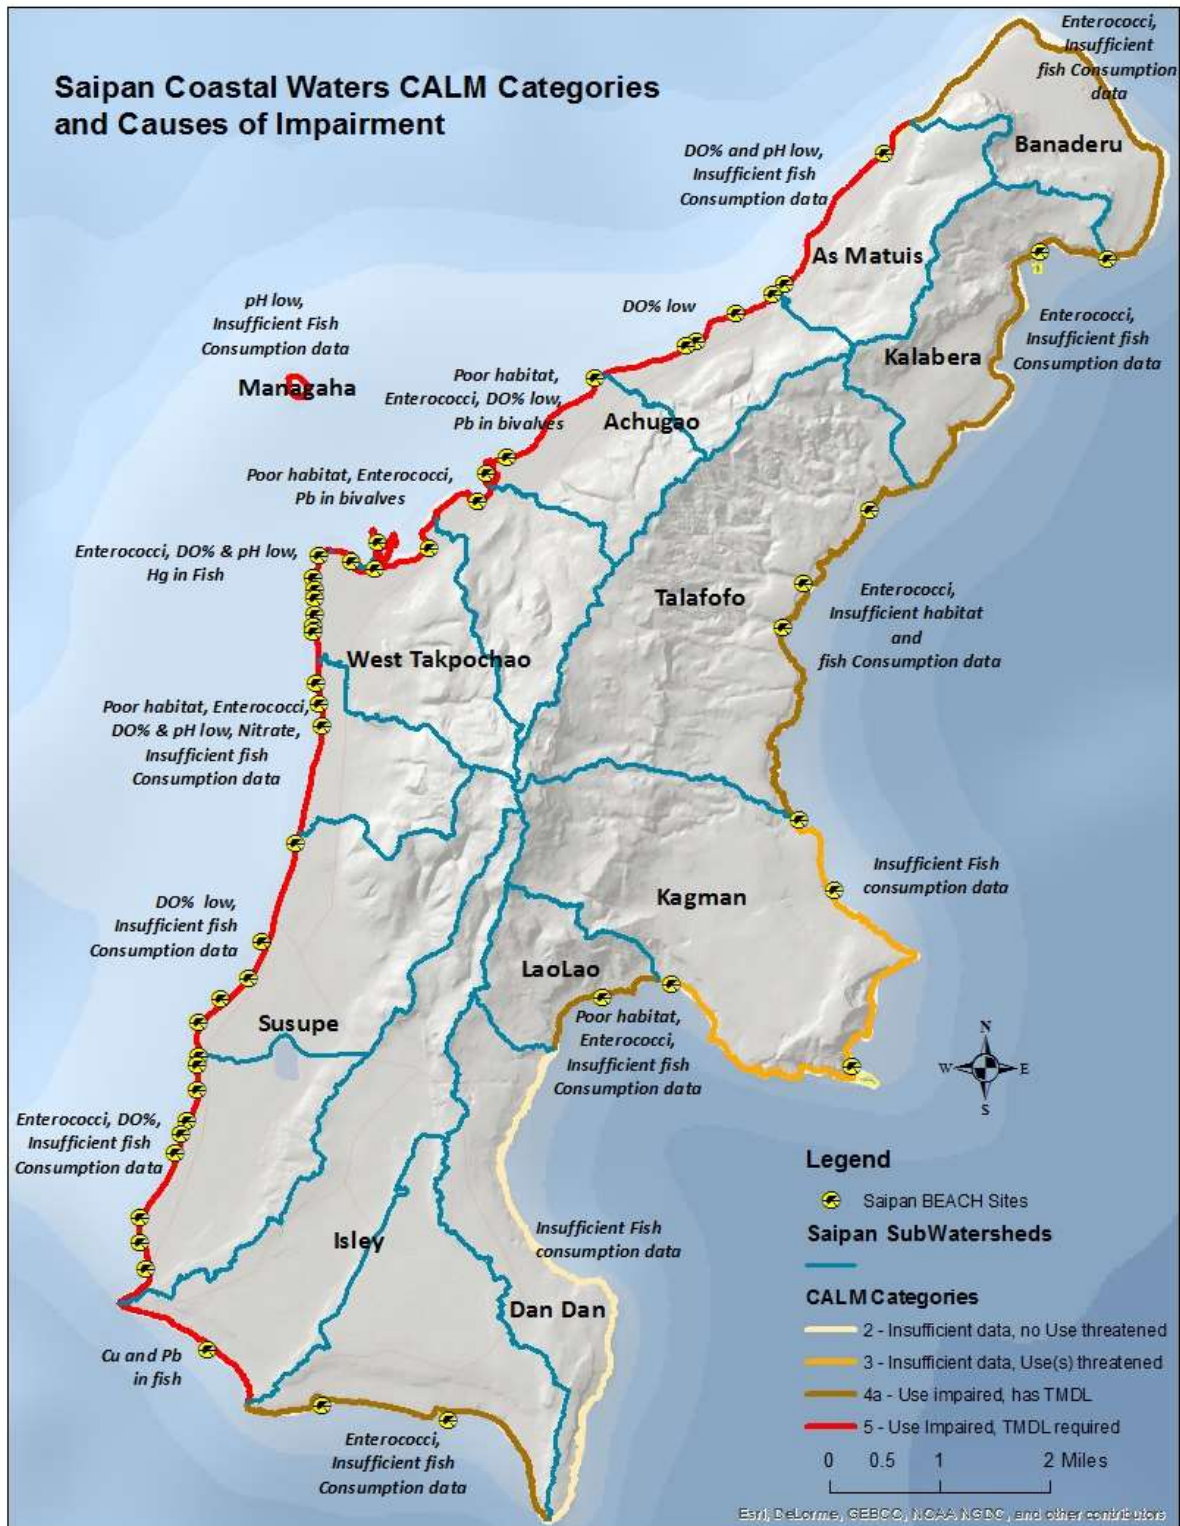 Saipan Coastal Waters CALM Categories
and Causes of Impairment
Enterococci,
Insufficient
fish Consumption
data
Banaderu
DO% and pH low,
Insufficient fish
Consumption data
As Matuis
pH low,
Insufficient Fish
Consumption data
Managaha
DO% low
Enterococci,
Insufficient fish
Consumption data
Kalabera
Poor habitat,
Enterococci, DO% low,
Pb in bivalves
Achugao
Poor habitat, Enterococci,
Pb in bivalves
Enterococci, DO% & pH low,
Hg in Fish
Talafofo
Enterococci,
Insufficient habitat
and
fish Consumption data
West Takpochao
Poor habitat, Enterococci,
DO% & pH low, Nitrate,
Insufficient fish
Consumption data
Insufficient Fish
consumption data
Kagman
DO% low,
Insufficient fish
Consumption data
LaoLao
Poor habitat,
Enterococci,
Insufficient fish
Consumption data
Susupe
N
W
E
S
Enterococci, DO%,
Insufficient fish
Consumption data
Insufficient Fish
consumption data
Isley
Dan Dan
Cu and Pb
in fish
Enterococci,
Insufficient fish
Consumption data
Legend
Saipan BEACH Sites
Saipan SubWatersheds
CALM Categories
2 - Insufficient data, no Use threatened
3 - Insufficient data, Use(s) threatened
4a - Use impaired, has TMDL
5 - Use Impaired, TMDL required
0 0.5 1 2 Miles
Esri, DeLorme, GEBCO, NOAA NGDC, and other contributors